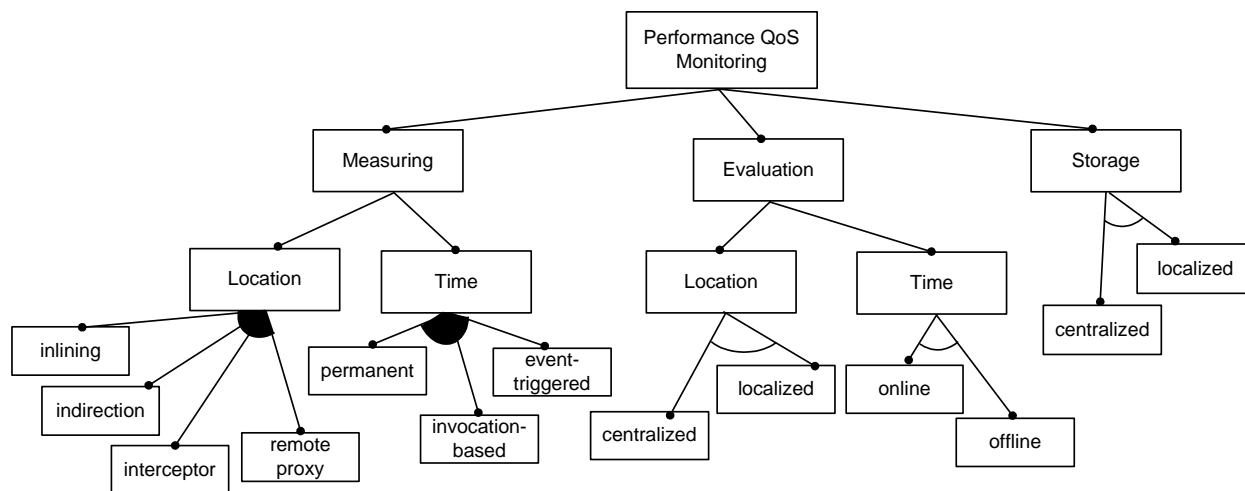 Performance QoS
Monitoring
Measuring
Evaluation
Storage
Location
Time
Location
Time
localized
centralized
inlining
permanent
event-
triggered
localized
online
indirection
invocation-
based
centralized
offline
interceptor
remote
proxy